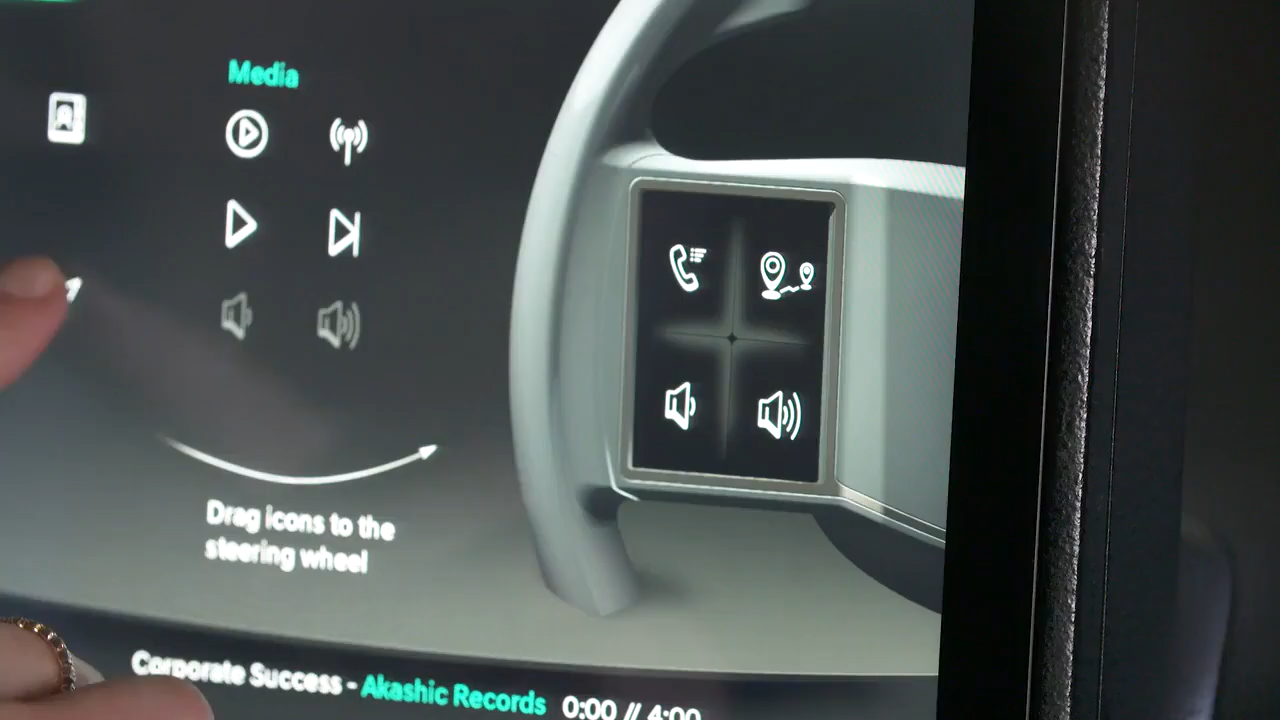 Media
Drag icons to the
steering wheel
Corporate Success - Akashic Records 0:00 // 4:00